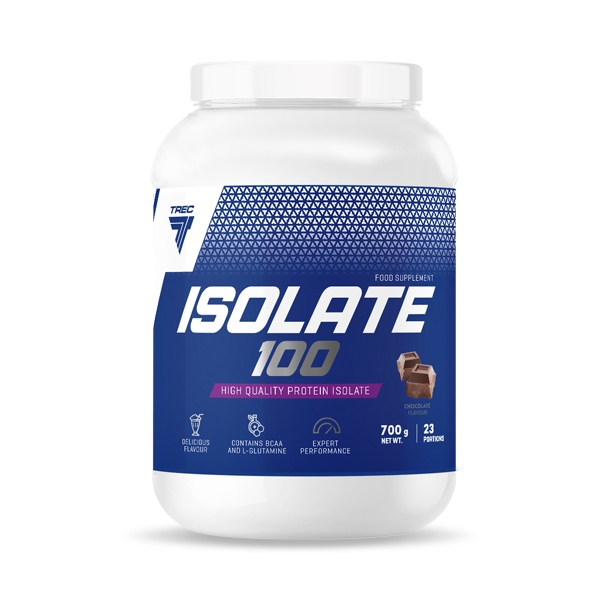 TREC
FOOD SUPPLEMENT
ISOLATE
100
HIGH QUALITY PROTEIN ISOLATE
CHOCOLATE
FLAVOUR
DELICIOUS
FLAVOUR
CONTAINS BCAA
AND L-GLUTAMINE
EXPERT
PERFORMANCE
700 g
NET WT.
23
PORTIONS